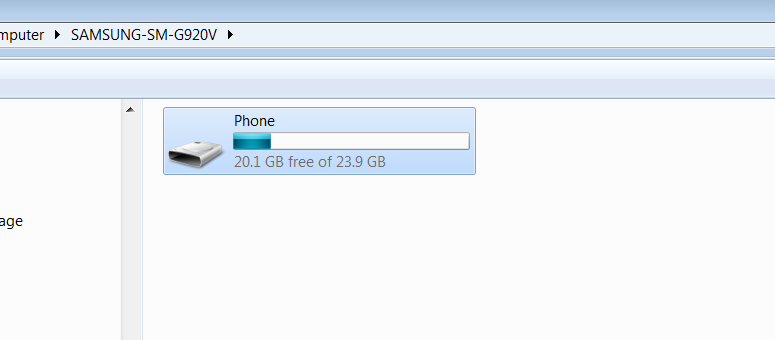 mputer ▸ SAMSUNG-SM-G920V ▸
Phone
20.1 GB free of 23.9 GB
age